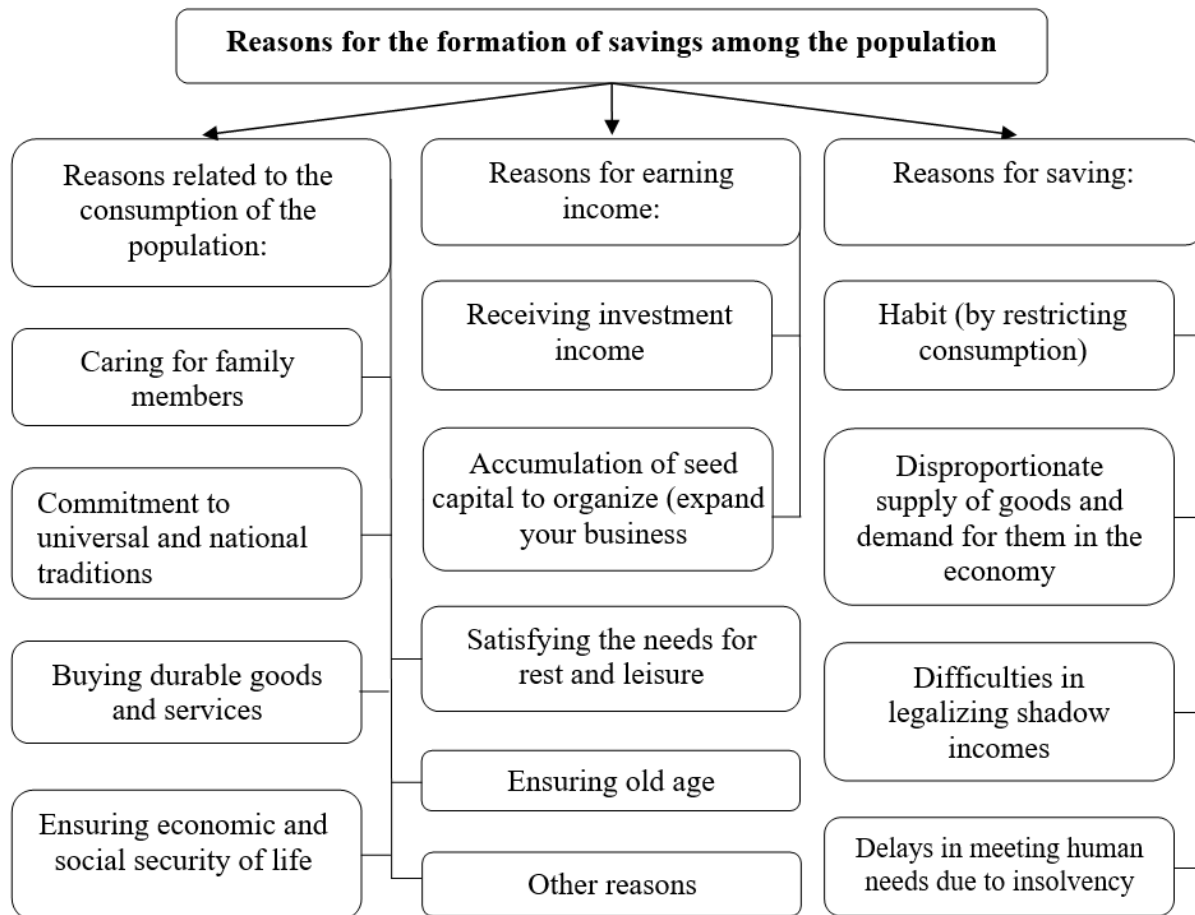 Reasons for the formation of savings among the population
Reasons related to the
consumption of the
population:
Caring for family
members
Commitment to
universal and national
traditions
Buying durable goods
and services
Ensuring economic and
social security of life
Reasons for earning
income:
Receiving investment
income
Accumulation of seed
capital to organize (expand
your business
Satisfying the needs for
rest and leisure
Ensuring old age
Other reasons
Reasons for saving:
Habit (by restricting
consumption)
Disproportionate
supply of goods and
demand for them in the
economy
Difficulties in
legalizing shadow
incomes
Delays in meeting human
needs due to insolvency